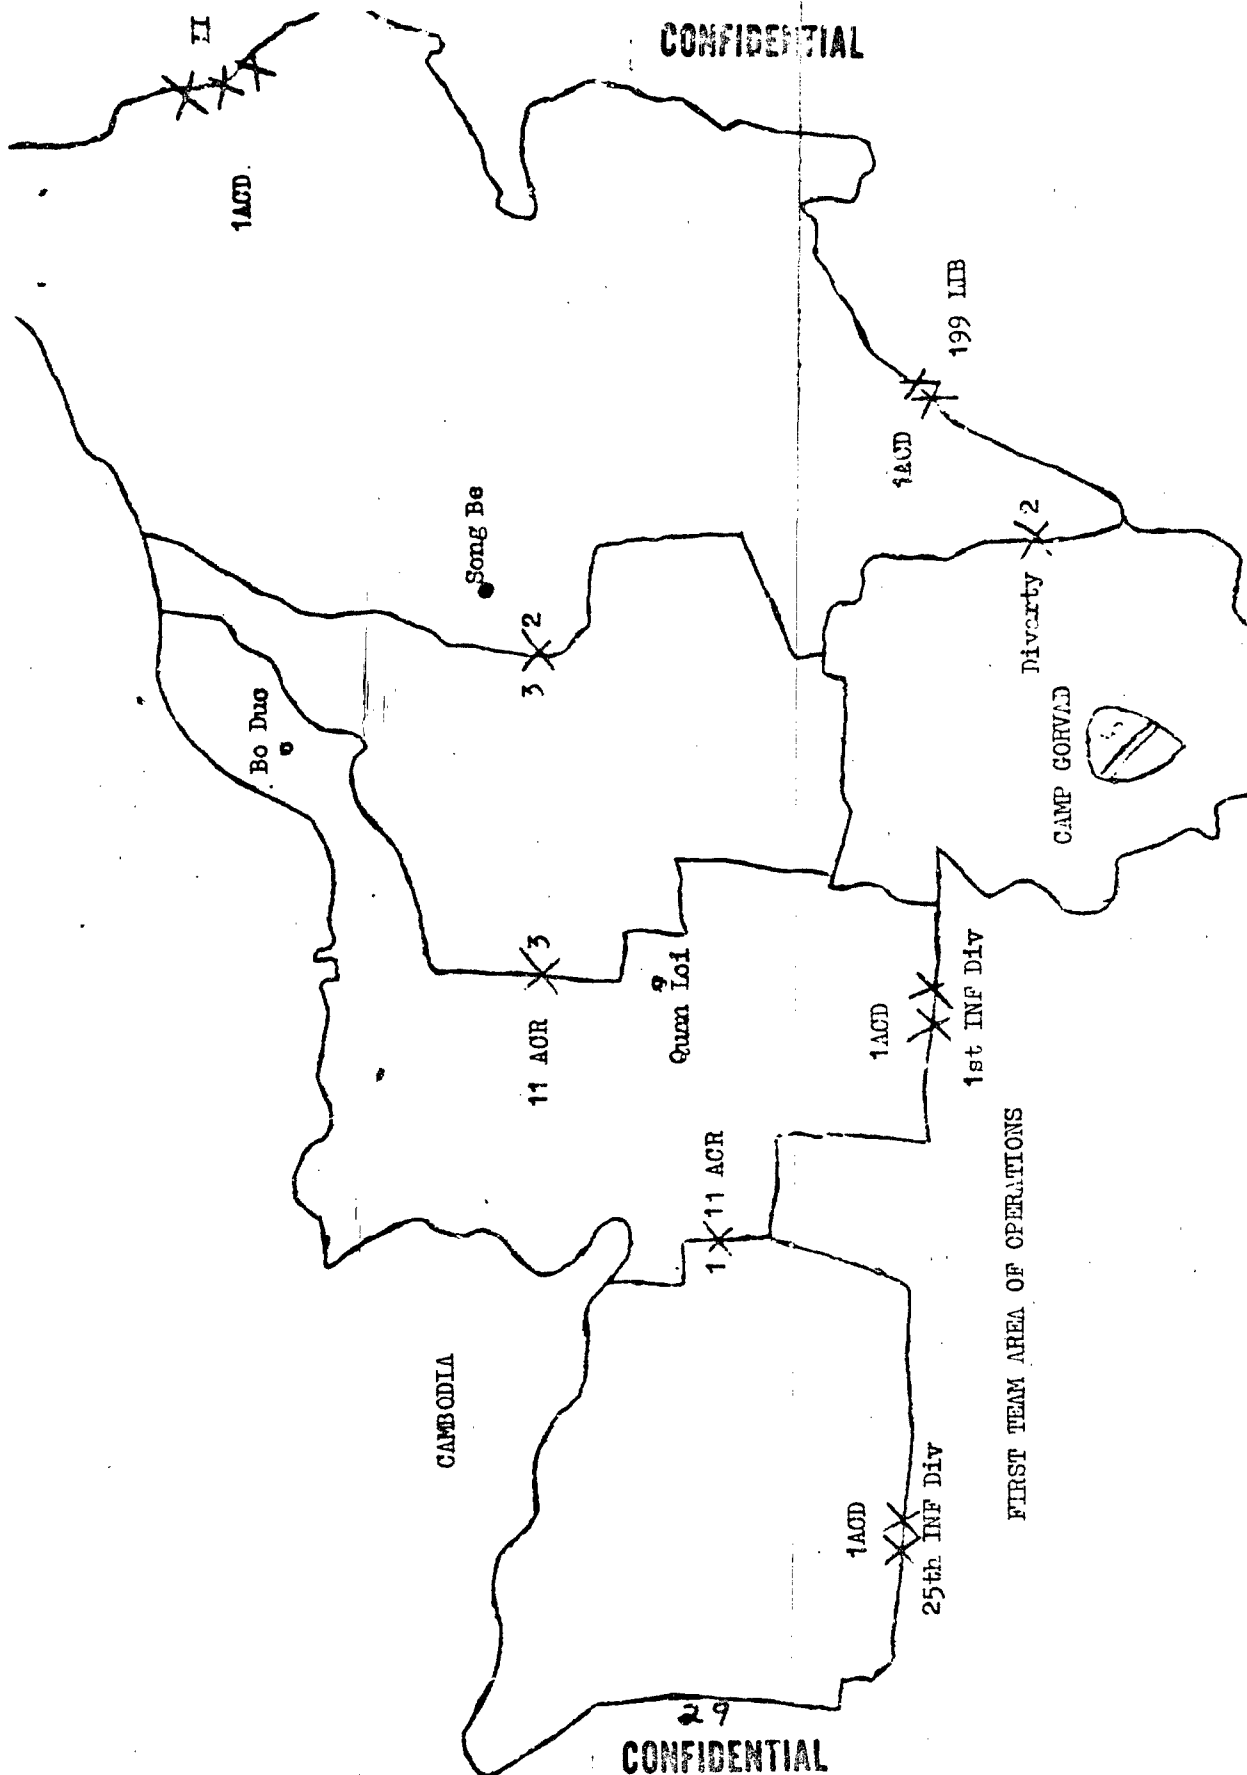 CONFIDENTIAL
II
1ACD.
199 LIB
1ACD
Song Be
3
2
Divarty
2
Bo Duc
CAMP GORVAD
11 ACR
3
Quan Loi
1ACD
1st INF Div
1
11 ACR
CAMBODIA
1ACD
25th INF Div
FIRST TEAM AREA OF OPERATIONS
29
CONFIDENTIAL